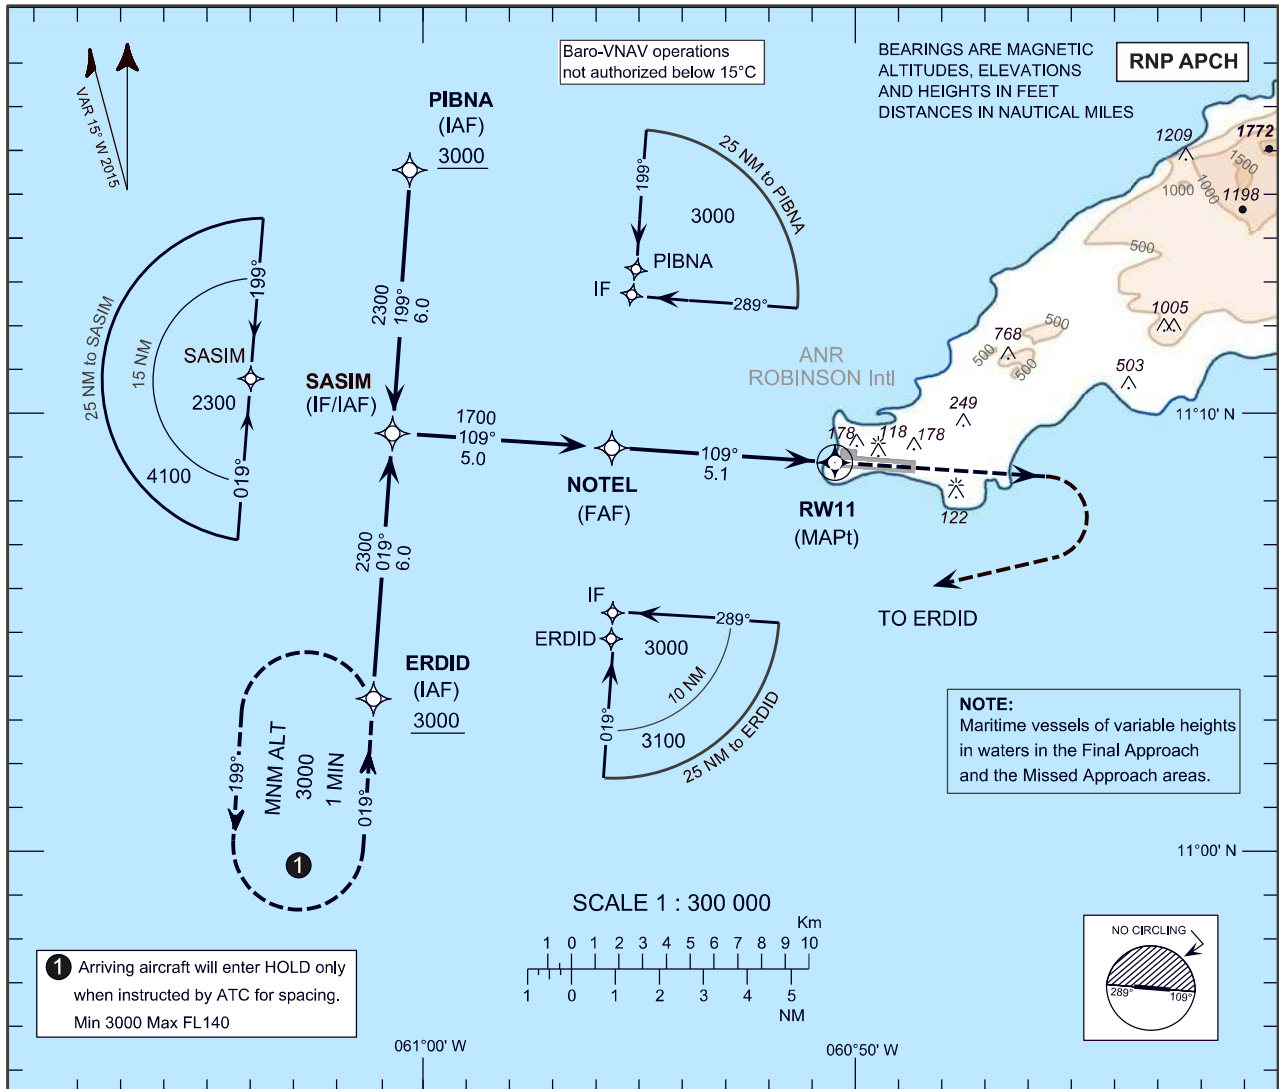 Baro-VNAV operations
not authorized below 15°C
BEARINGS ARE MAGNETIC
ALTITUDES, ELEVATIONS
AND HEIGHTS IN FEET
DISTANCES IN NAUTICAL MILES
RNP APCH
VAR 15° W 2015
PIBNA
(IAF)
3000
2300
199°
6.0
25 NM to SASIM
15 NM
199°
SASIM
2300
4100
019°
SASIM
(IF/IAF)
25 NM to PIBNA
199°
3000
PIBNA
IF
289°
1209
1772
1500
1000
1000
1198
500
1005
768
500
500
500
503
249
178
118
178
122
ANR
ROBINSON Intl
11°10' N
1700
109°
5.0
NOTEL
(FAF)
109°
5.1
RW11
(MAPt)
2300
019°
6.0
TO ERDID
IF
289°
ERDID
3000
10 NM
019°
3100
25 NM to ERDID
ERDID
(IAF)
3000
199°
MNM ALT
3000
1 MIN
019°
1
NOTE:
Maritime vessels of variable heights
in waters in the Final Approach
and the Missed Approach areas.
11°00' N
SCALE 1 : 300 000
Km
1 0 1 2 3 4 5 6 7 8 9 10
1 0 1 2 3 4 5
NM
NO CIRCLING
289°
109°
1 Arriving aircraft will enter HOLD only
when instructed by ATC for spacing.
Min 3000 Max FL140
061°00' W
060°50' W